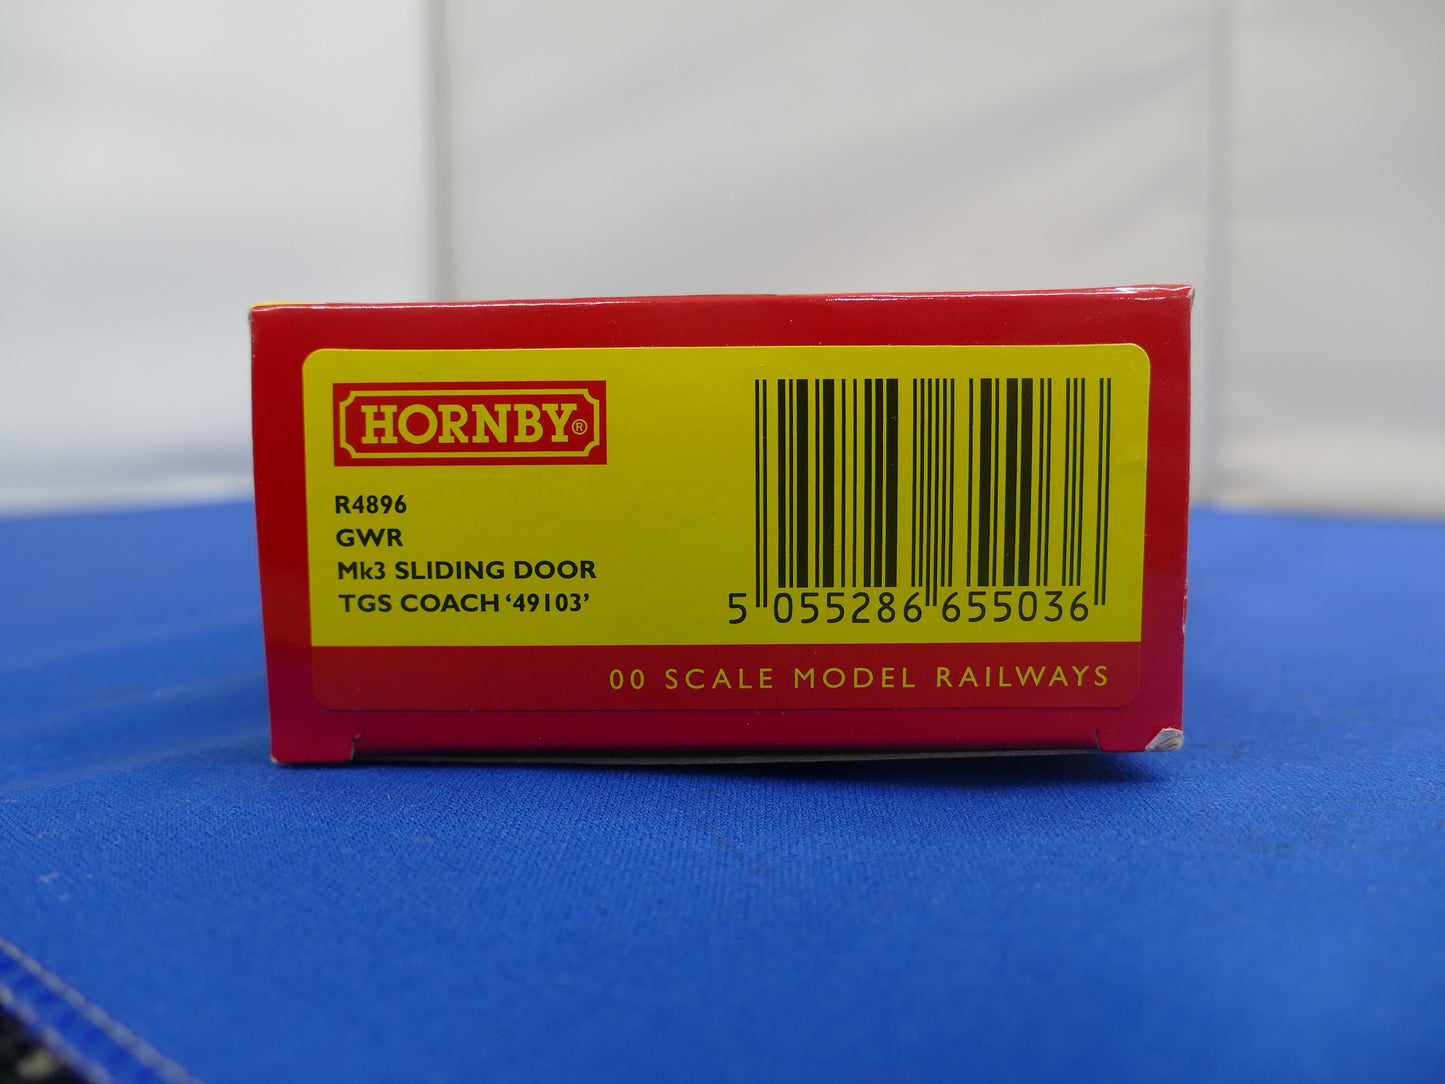 HORNBY®
R4896
GWR
Mk3 SLIDING DOOR
TGS COACH ‘49103’
5 055286 655036
00 SCALE MODEL RAILWAYS